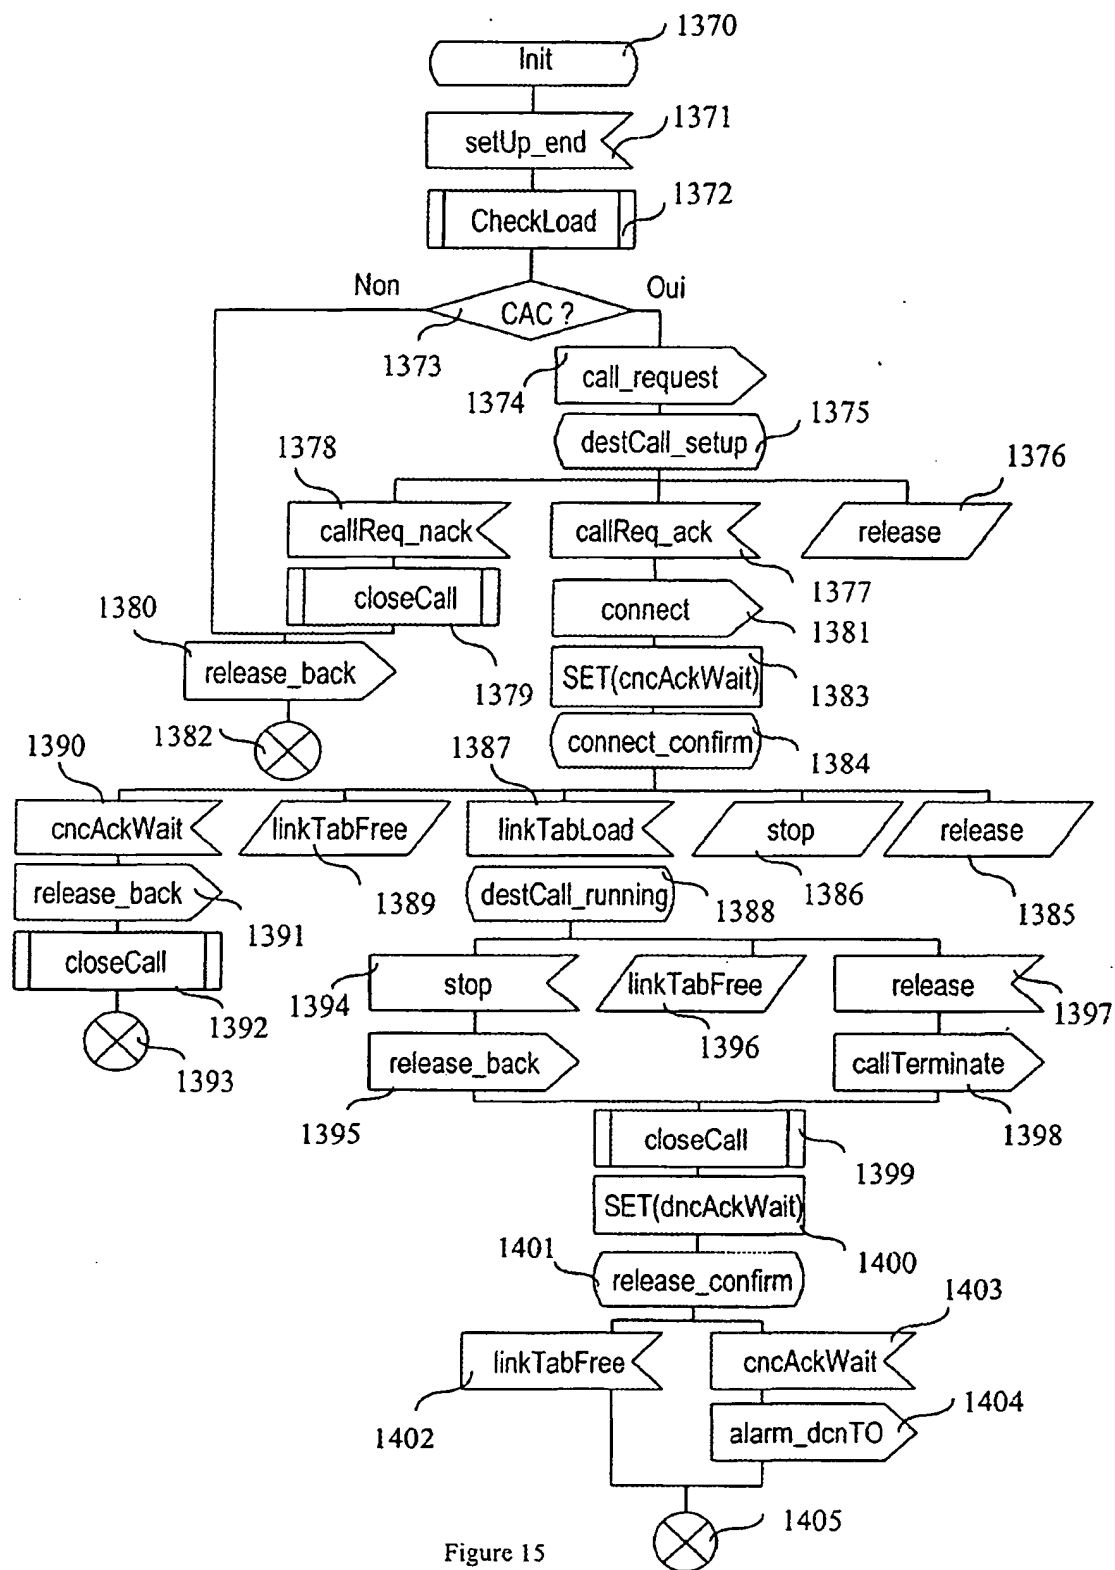 1370
Init
1371
setUp_end
1372
CheckLoad
Non
Oui
CAC ?
1373
call_request
1374
1375
destCall_setup
1378
1376
callReq_nack
callReq_ack
release
1377
closeCall
connect
1380
1381
release_back
SET(cncAckWait)
1379
1383
1382
connect_confirm
1390
1387
1384
cncAckWait
linkTabFree
linkTabLoad
stop
release
release_back
destCall_running
1389
1388
1386
1385
1391
closeCall
1394
stop
linkTabFree
release
1392
1396
1397
1393
release_back
callTerminate
1395
closeCall
1398
1399
SET(dncAckWait)
1401
1400
release_confirm
1403
linkTabFree
cncAckWait
1404
1402
alarm_dcnTO
1405
Figure 15